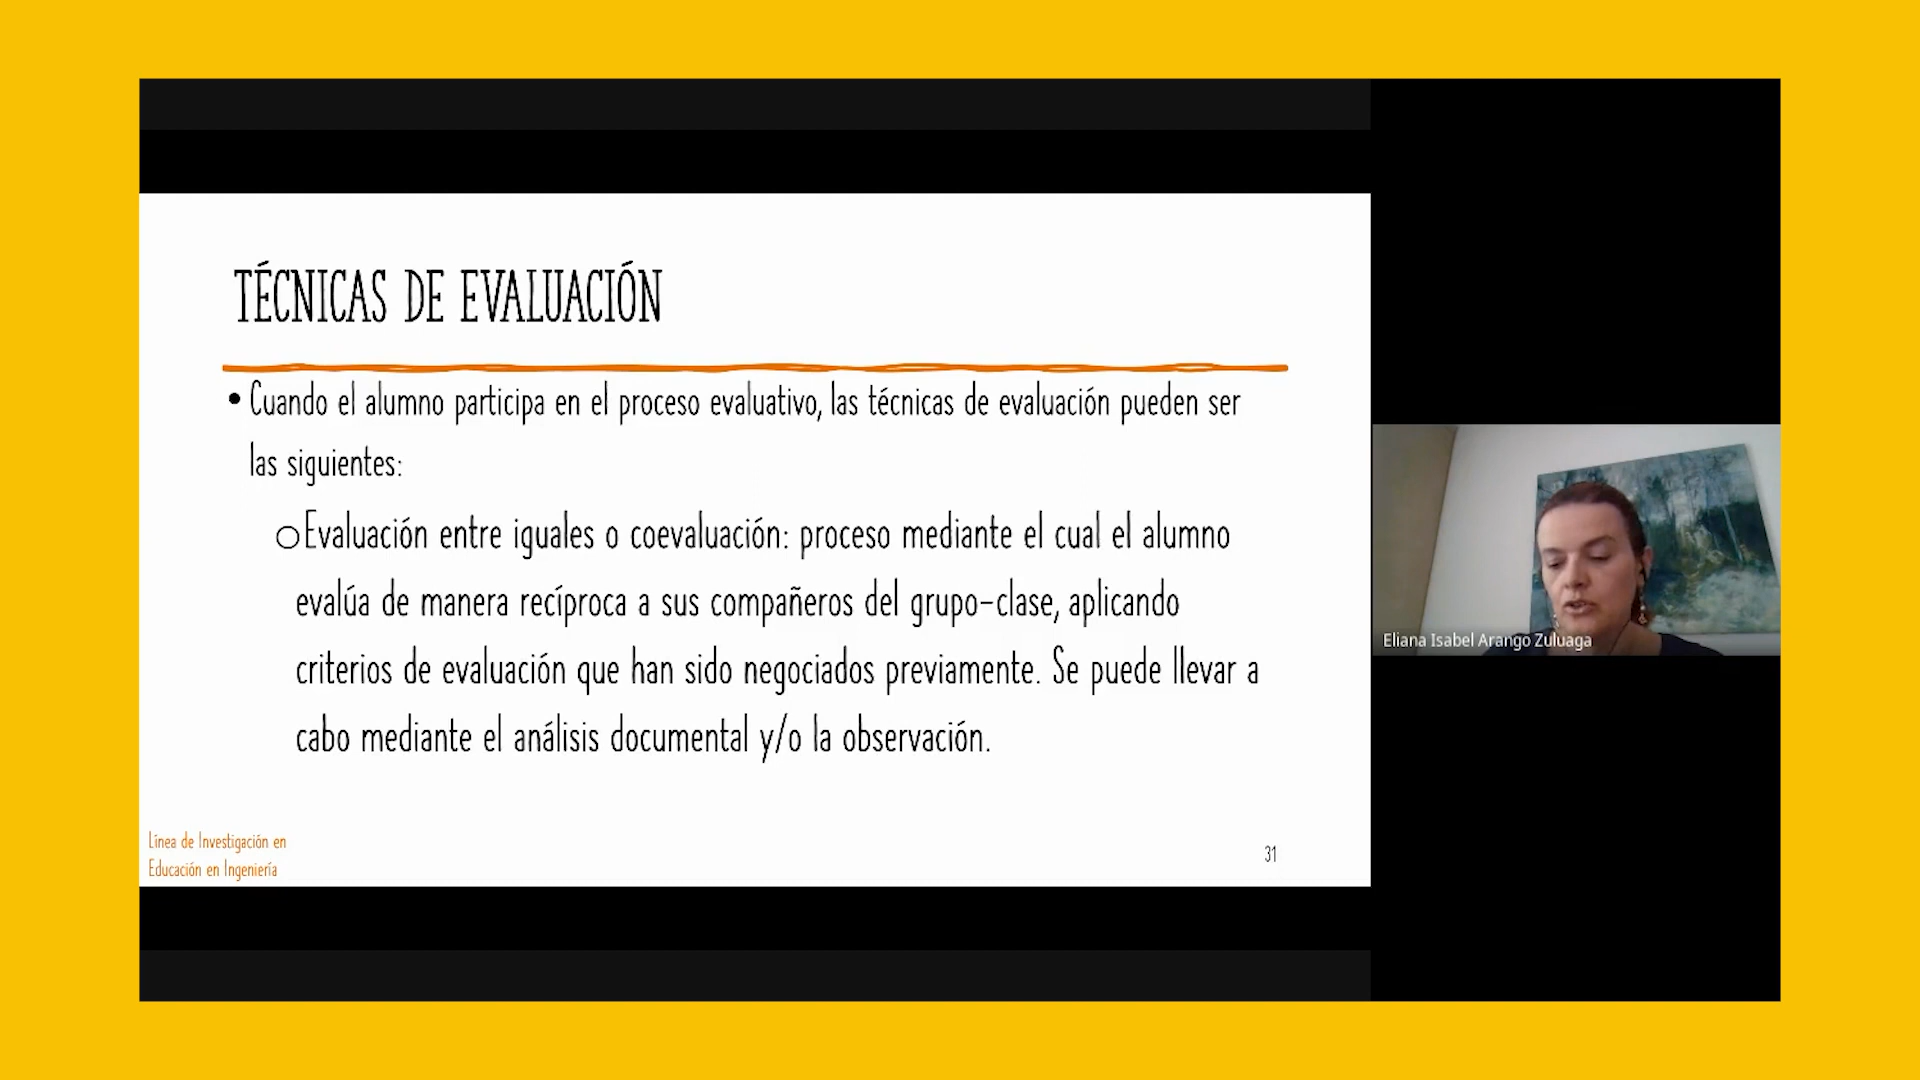 TÉCNICAS DE EVALUACIÓN
• Cuando el alumno participa en el proceso evaluativo, las técnicas de evaluación pueden ser
las siguientes:
○Evaluación entre iguales o coevaluación: proceso mediante el cual el alumno
evalúa de manera recíproca a sus compañeros del grupo-clase, aplicando
criterios de evaluación que han sido negociados previamente. Se puede llevar a
cabo mediante el análisis documental y/o la observación.
Eliana Isabel Arango Zuluaga
Línea de Investigación en
Educación en Ingeniería
31